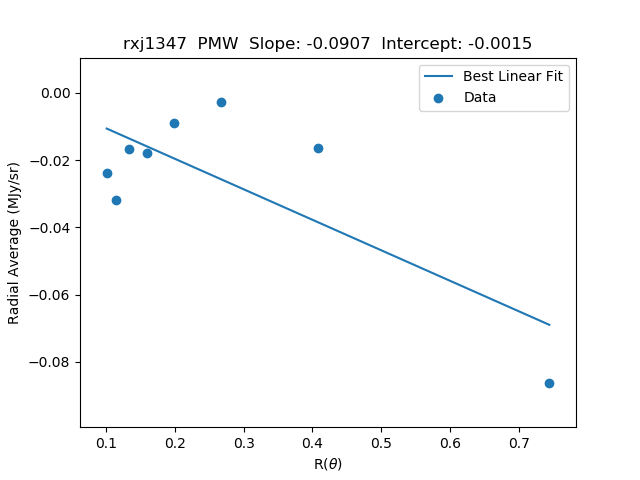 rxj1347  PMW  Slope: -0.0907  Intercept: -0.0015
Best Linear Fit
Data
0.00
−0.02
−0.04
−0.06
−0.08
Radial Average (MJy/sr)
0.1 0.2 0.3 0.4 0.5 0.6 0.7
R(θ)